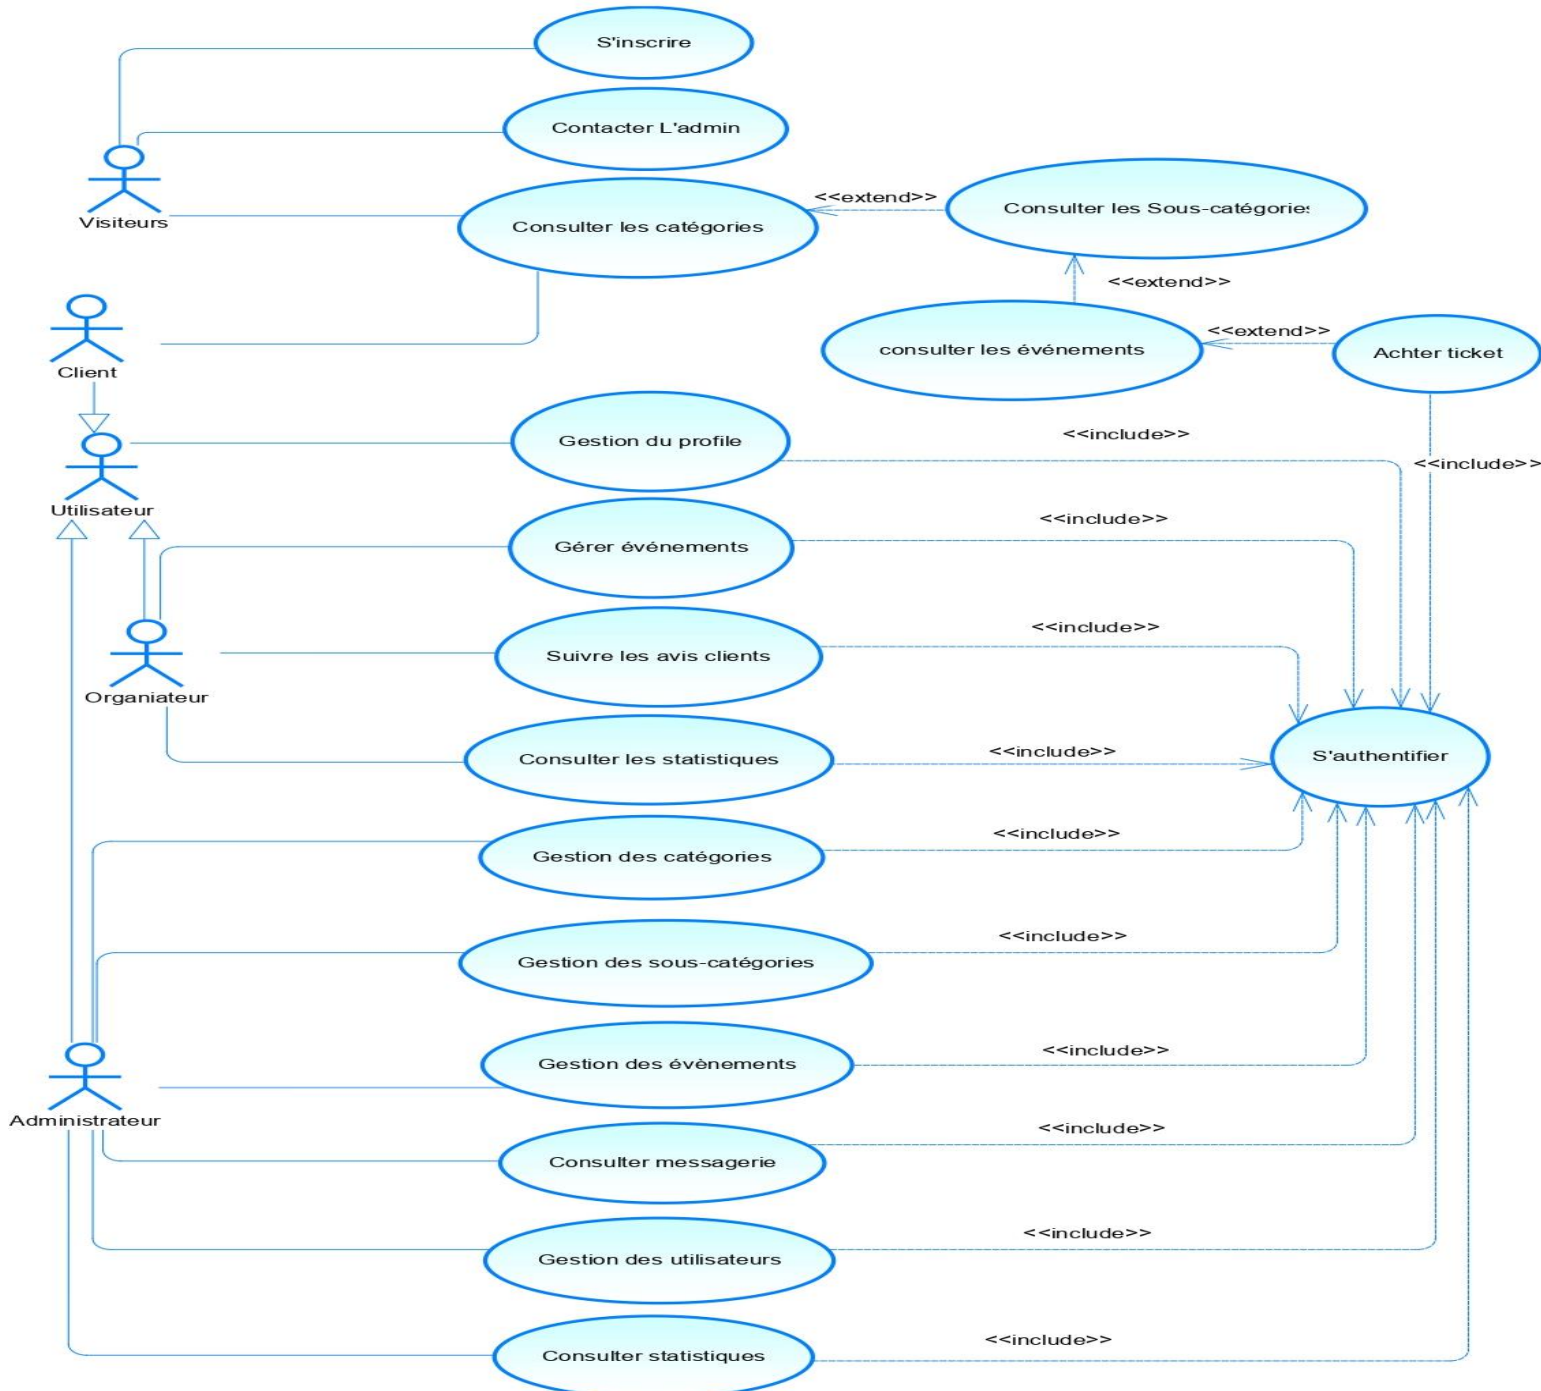 S'inscrire
Contacter L'admin
Visiteurs
Consulter les catégories
<<extend>>
Consulter les Sous-catégories
<<extend>>
Client
consulter les événements
<<extend>>
Achter ticket
Utilisateur
Gestion du profile
<<include>>
<<include>>
Gérer événements
<<include>>
Organiateur
Suivre les avis clients
<<include>>
Consulter les statistiques
<<include>>
S'authentifier
Gestion des catégories
<<include>>
Gestion des sous-catégories
<<include>>
Administrateur
Gestion des évènements
<<include>>
Consulter messagerie
<<include>>
Gestion des utilisateurs
<<include>>
Consulter statistiques
<<include>>